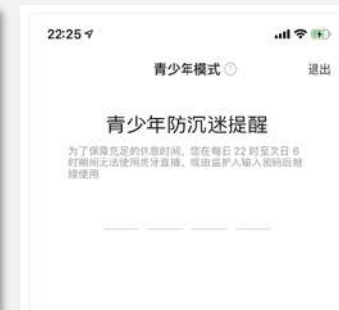 22:25
青少年模式
退出
青少年防沉迷提醒
为了保障充足的休息时间，您在每日 22 时至次日 6
时期间无法使用虎牙直播，或由监护人输入密码后继
续使用